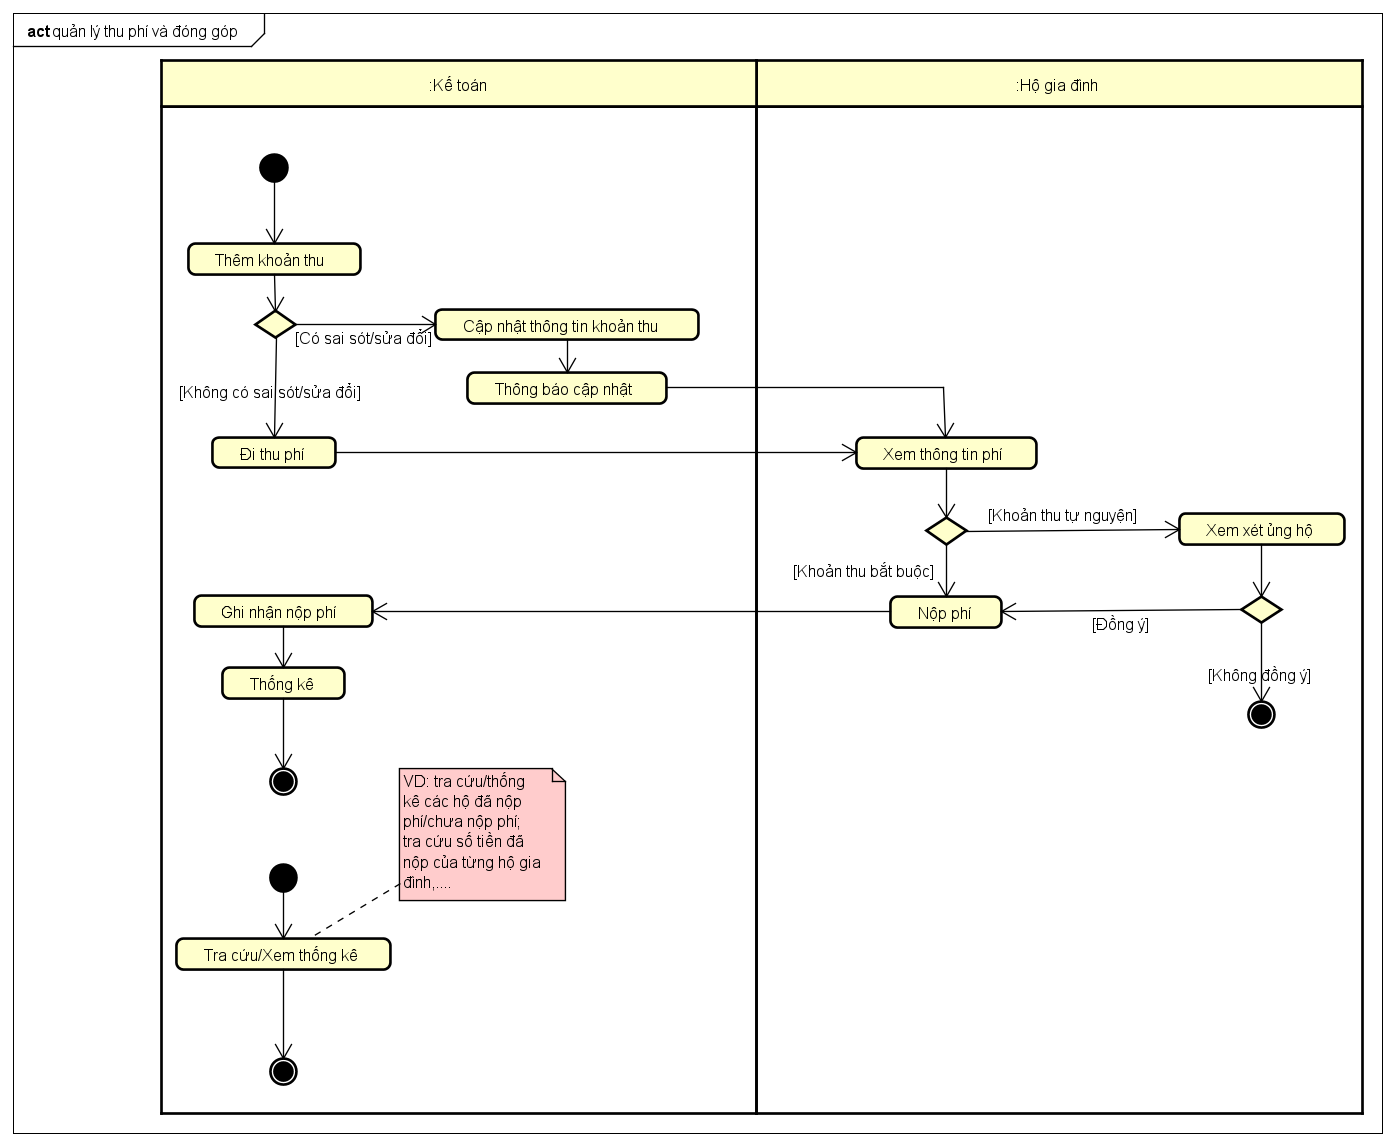 act quản lý thu phí và đóng góp
:Kế toán
:Hộ gia đình
Thêm khoản thu
Cập nhật thông tin khoản thu
[Có sai sót/sửa đổi]
Thông báo cập nhật
[Không có sai sót/sửa đổi]
Đi thu phí
Xem thông tin phí
[Khoản thu tự nguyện]
Xem xét ủng hộ
[Khoản thu bắt buộc]
Ghi nhận nộp phí
Nộp phí
[Đồng ý]
[Không đồng ý]
Thống kê
VD: tra cứu/thống
kê các hộ đã nộp
phí/chưa nộp phí;
tra cứu số tiền đã
nộp của từng hộ gia
đình,....
Tra cứu/Xem thống kê